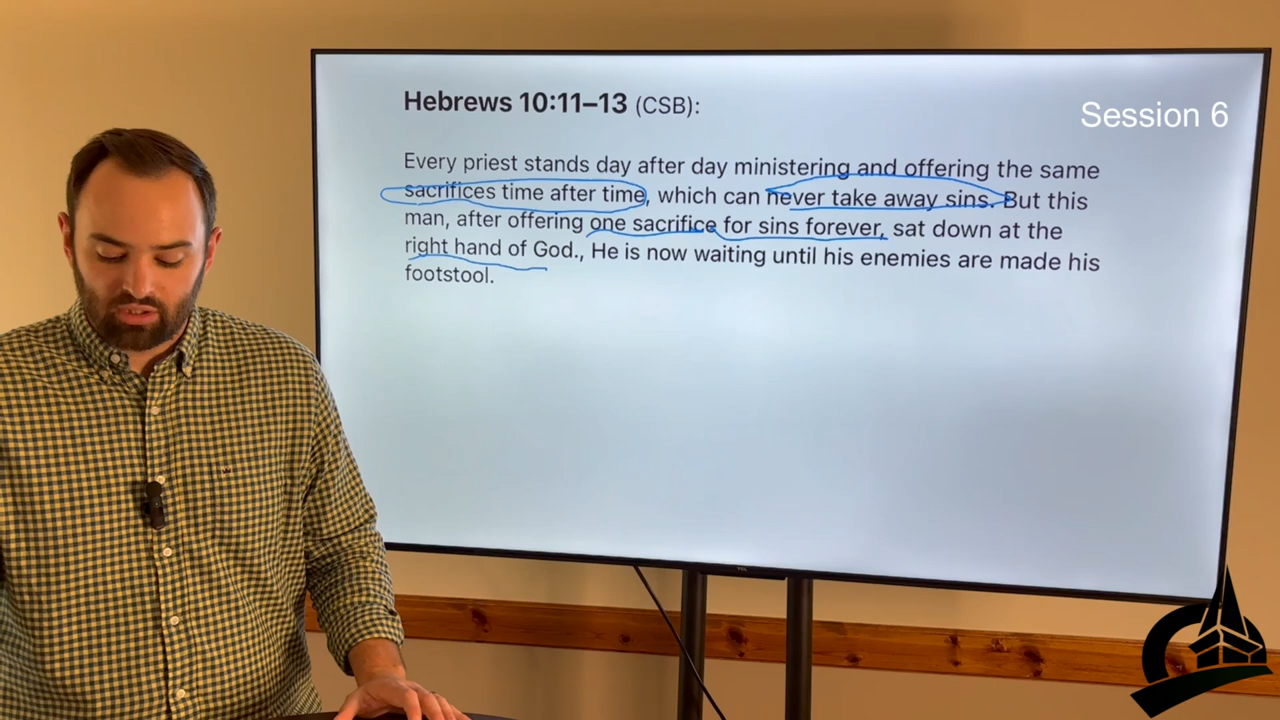 Hebrews 10:11–13 (CSB):
Session 6
Every priest stands day after day ministering and offering the same
sacrifices time after time, which can never take away sins. But this
man, after offering one sacrifice for sins forever, sat down at the
right hand of God., He is now waiting until his enemies are made his
footstool.
TCL